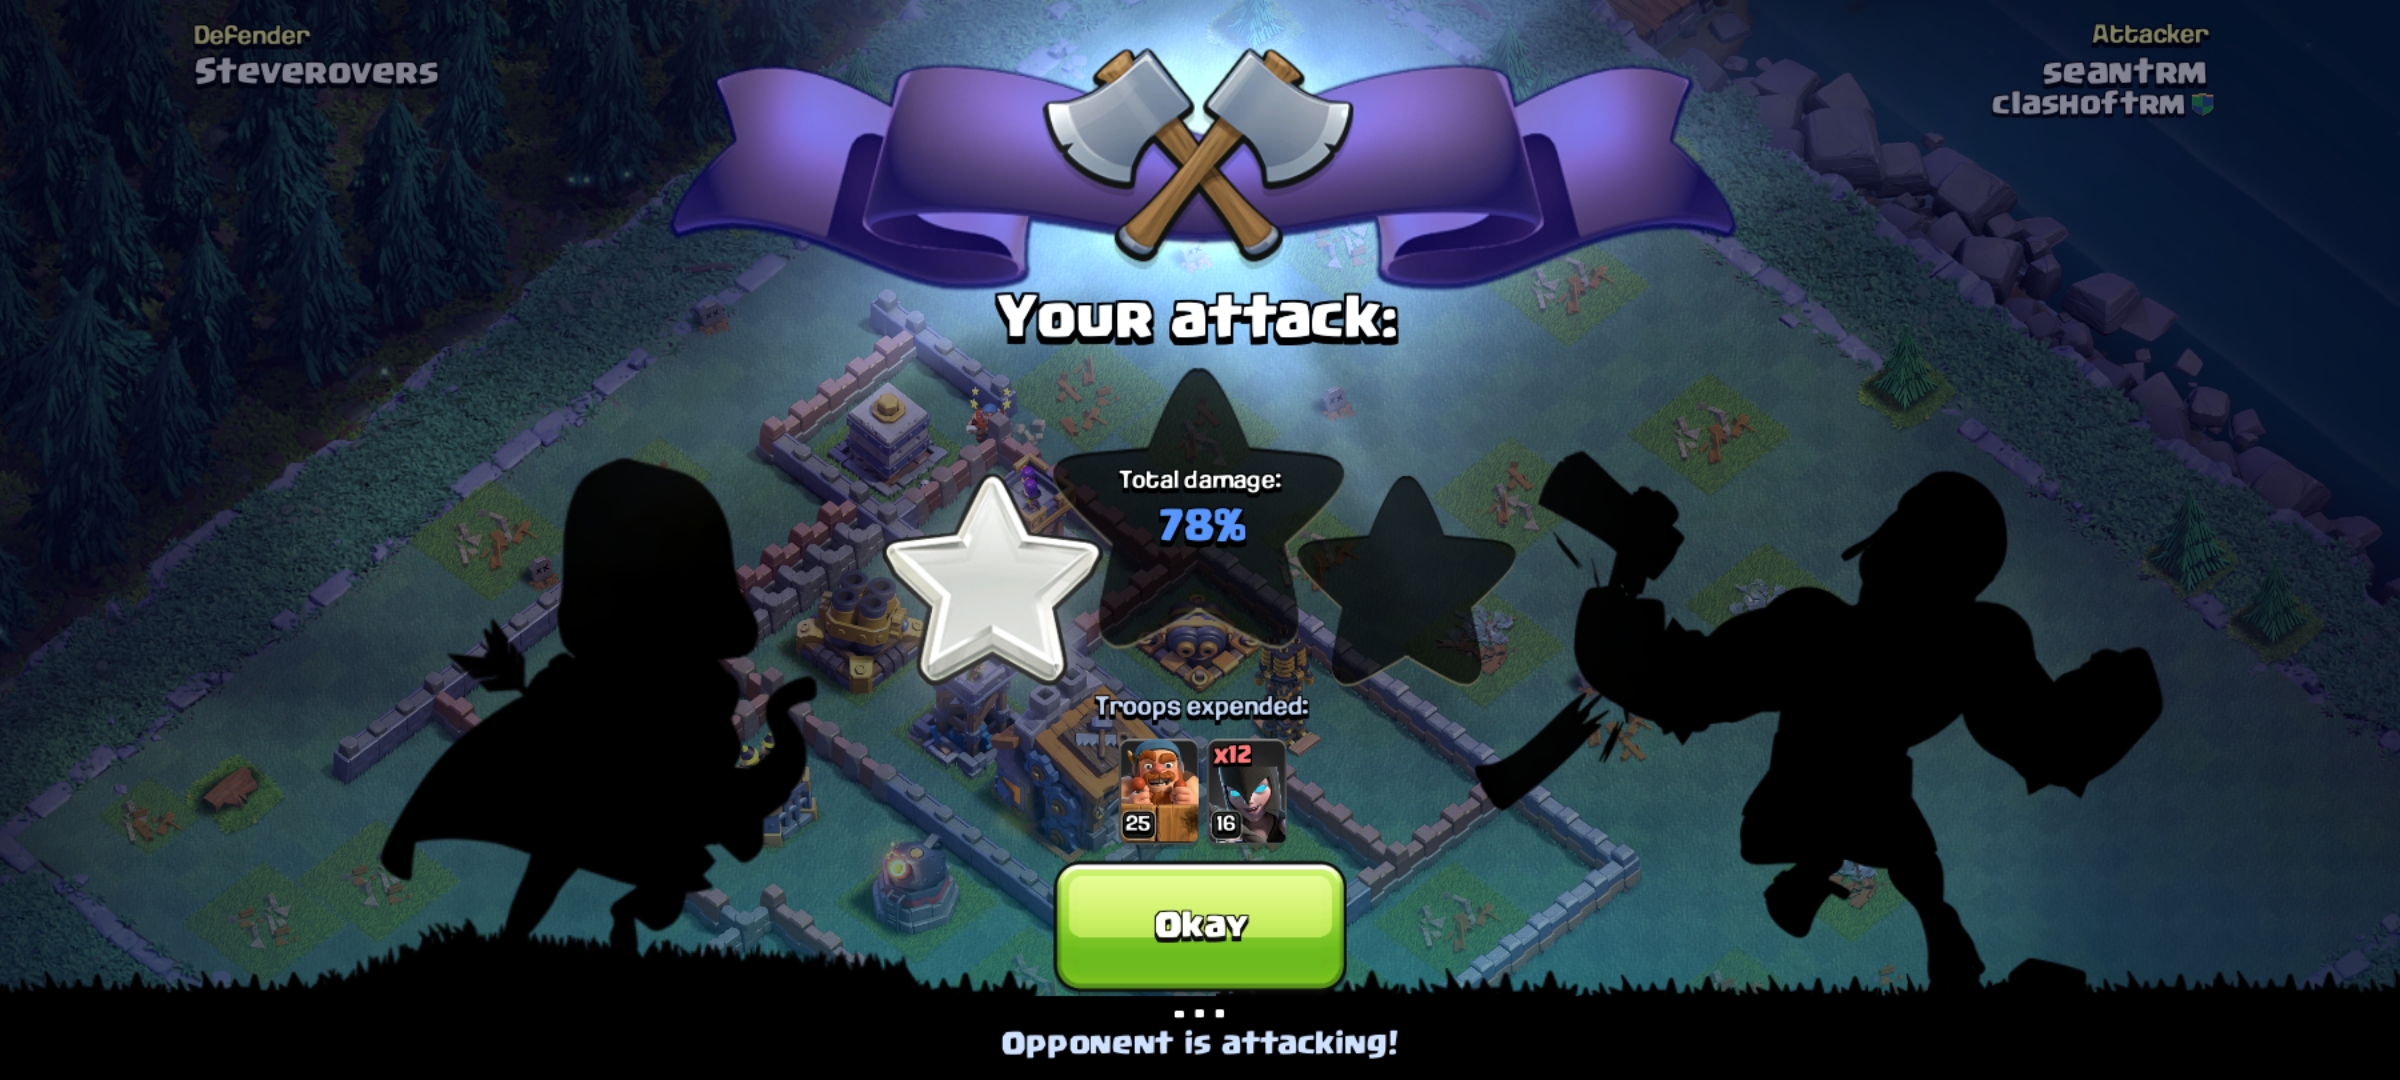 Defender
Steverovers
Attacker
seantRM
clashoftRM
Your attack:
Total damage:
78%
Troops expended:
x12
25
16
Okay
...
Opponent is attacking!